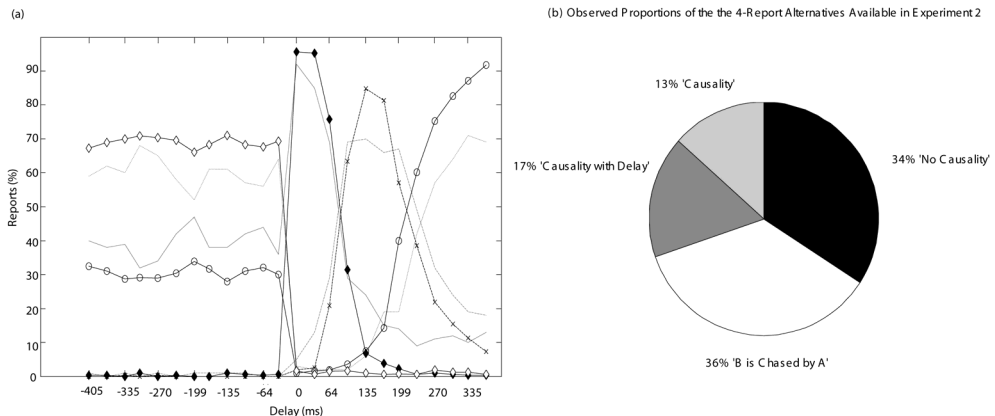 (a)
(b) Observed Proportions of the the 4-Report Alternatives Available in Experiment 2
90
80
70
60
50
40
30
20
10
0
Reports (%)
-405 -335 -270 -199 -135 -64 0 64 135 199 270 335
Delay (ms)
13% 'Causality'
17% 'Causality with Delay'
34% 'No Causality'
36% 'B is Chased by A'